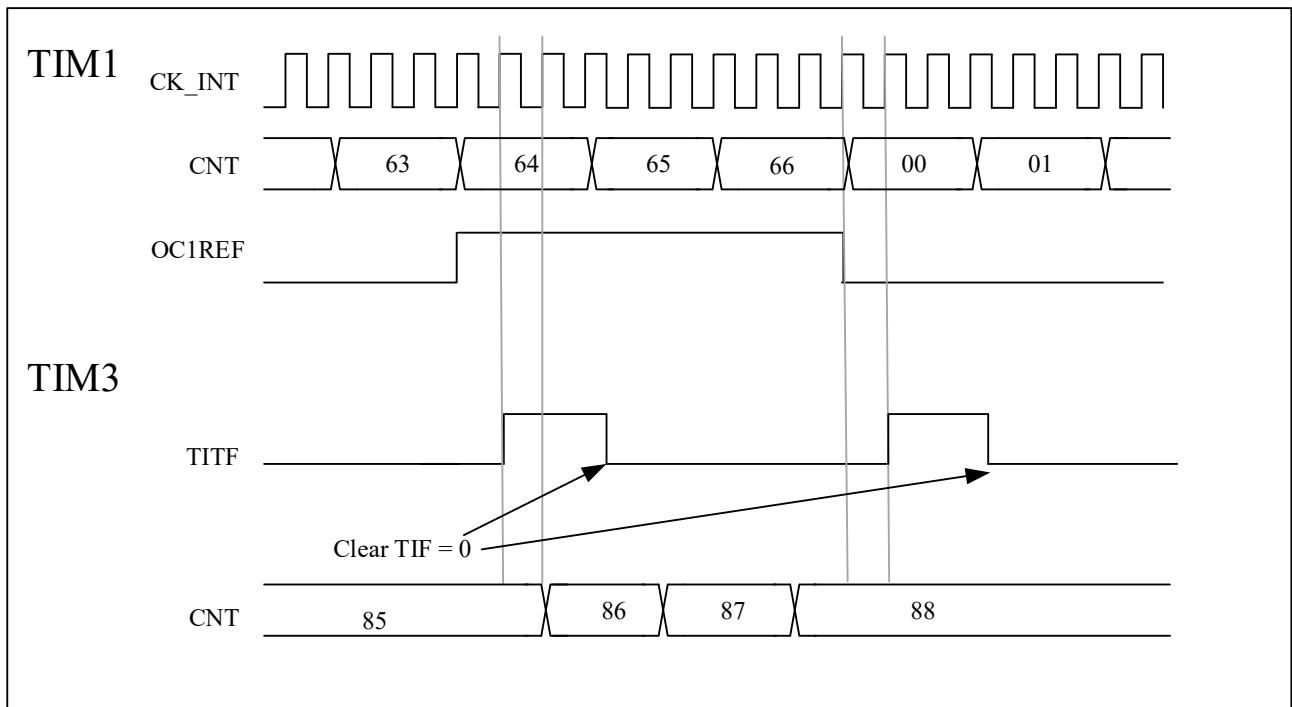 TIM1
CK_INT
CNT 63 64 65 66 00 01
OC1REF
TIM3
TITF
Clear TIF = 0
CNT 85 86 87 88